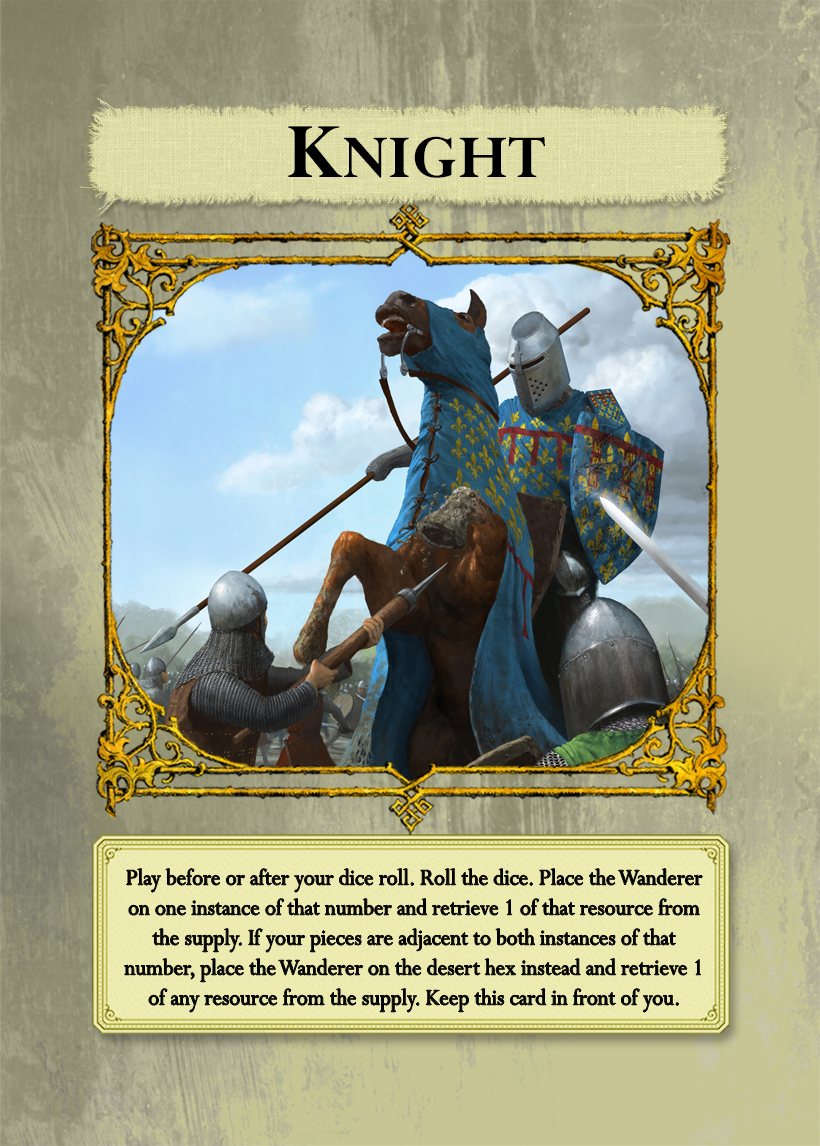 Knight
Play before or after your dice roll. Roll the dice. Place the Wanderer
on one instance of that number and retrieve 1 of that resource from
the supply. If your pieces are adjacent to both instances of that
number, place the Wanderer on the desert hex instead and retrieve 1
of any resource from the supply. Keep this card in front of you.